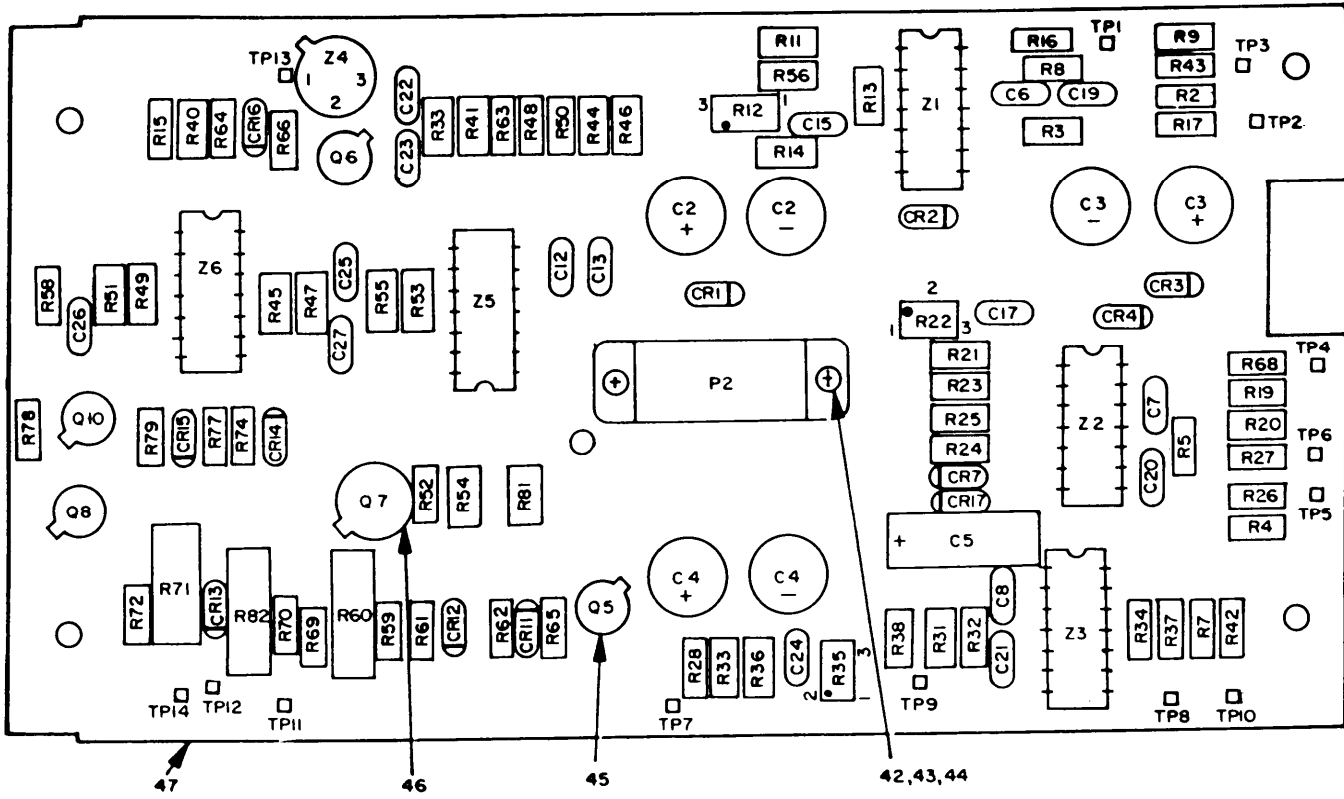 R11
R16
TP1
R9
TP3
TP13
Z4
1
3
2
R56
R8
R43
C22
R13
Z1
C6
C19
R2
3
R12
1
R15
R40
R64
CR16
R66
Q6
C23
R33
R41
R63
R48
R50
R44
R46
C15
R3
R17
TP2
R14
C2
+
C2
-
CR2
C3
-
C3
+
Z6
C25
Z5
C12
C13
R58
C26
R51
R49
R45
R47
C27
R55
R53
CR1
CR3
2
1
R22
3
C17
CR4
R21
R68
TP4
P2
R23
R19
Z2
C7
R78
Q10
R79
CR15
R77
R74
CR14
R25
R5
R20
TP6
R24
R27
CR7
C20
Q8
Q7
R52
R54
R81
CR17
R26
TP5
+
C5
R4
R72
R71
CR13
R82
R70
R69
R60
R59
R61
CR12
R62
CR11
R65
Q5
C4
+
C4
-
C8
Z3
R38
R31
R32
C21
R34
R37
R7
R42
R28
R33
R36
C24
R35
3
2
1
TP14
TP12
TP11
TP7
TP9
TP8
TP10
47
46
45
42,43,44